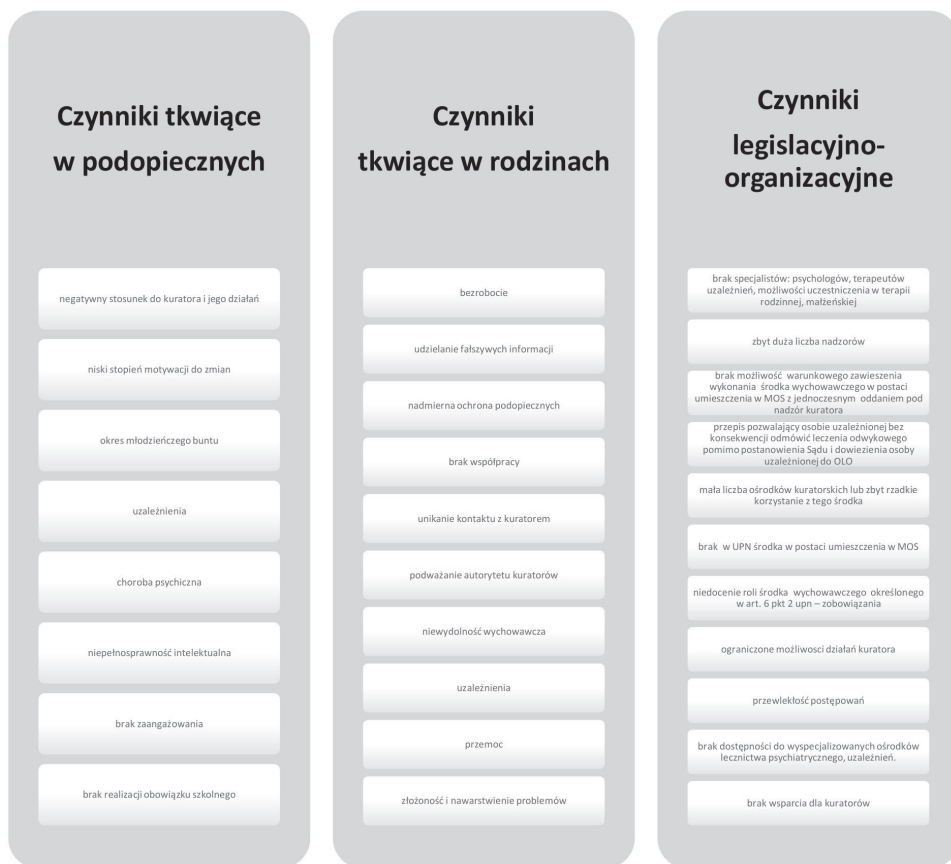 Czynniki tkwiące
w podopiecznych
negatywny stosunek do kuratora i jego działań
niski stopień motywacji do zmian
okres młodzieńczego buntu
uzależnienia
choroba psychiczna
niepełnosprawność intelektualna
brak zaangażowania
brak realizacji obowiązku szkolnego
Czynniki
tkwiące w rodzinach
bezrobocie
udzielanie fałszywych informacji
nadmierna ochrona podopiecznych
brak współpracy
unikanie kontaktu z kuratorem
podważanie autorytetu kuratorów
niewydolność wychowawcza
uzależnienia
przemoc
złożoność i nawarstwienie problemów
Czynniki
legislacyjno-
organizacyjne
brak specjalistów: psychologów, terapeutów
uzależnień, możliwości uczestniczenia w terapii
rodzinnej, małżeńskiej
zbyt duża liczba nadzorów
brak możliwość warunkowego zawieszenia
wykonania środka wychowawczego w postaci
umieszczenia w MOS z jednoczesnym oddaniem pod
nadzór kuratora
przepis pozwalający osobie uzależnionej bez
konsekwencji odmówić leczenia odwykowego
pomimo postanowienia Sądu i dowiezienia osoby
uzależnionej do OLO
mała liczba ośrodków kuratorskich lub zbyt rzadkie
korzystanie z tego środka
brak w UPN środka w postaci umieszczenia w MOS
niedocenie roli środka wychowawczego określonego
w art. 6 pkt 2 upn – zobowiązania
ograniczone możliwosci działań kuratora
przewlekłość postępowań
brak dostępności do wyspecjalizowanych ośrodków
lecznictwa psychiatrycznego, uzależnień.
brak wsparcia dla kuratorów